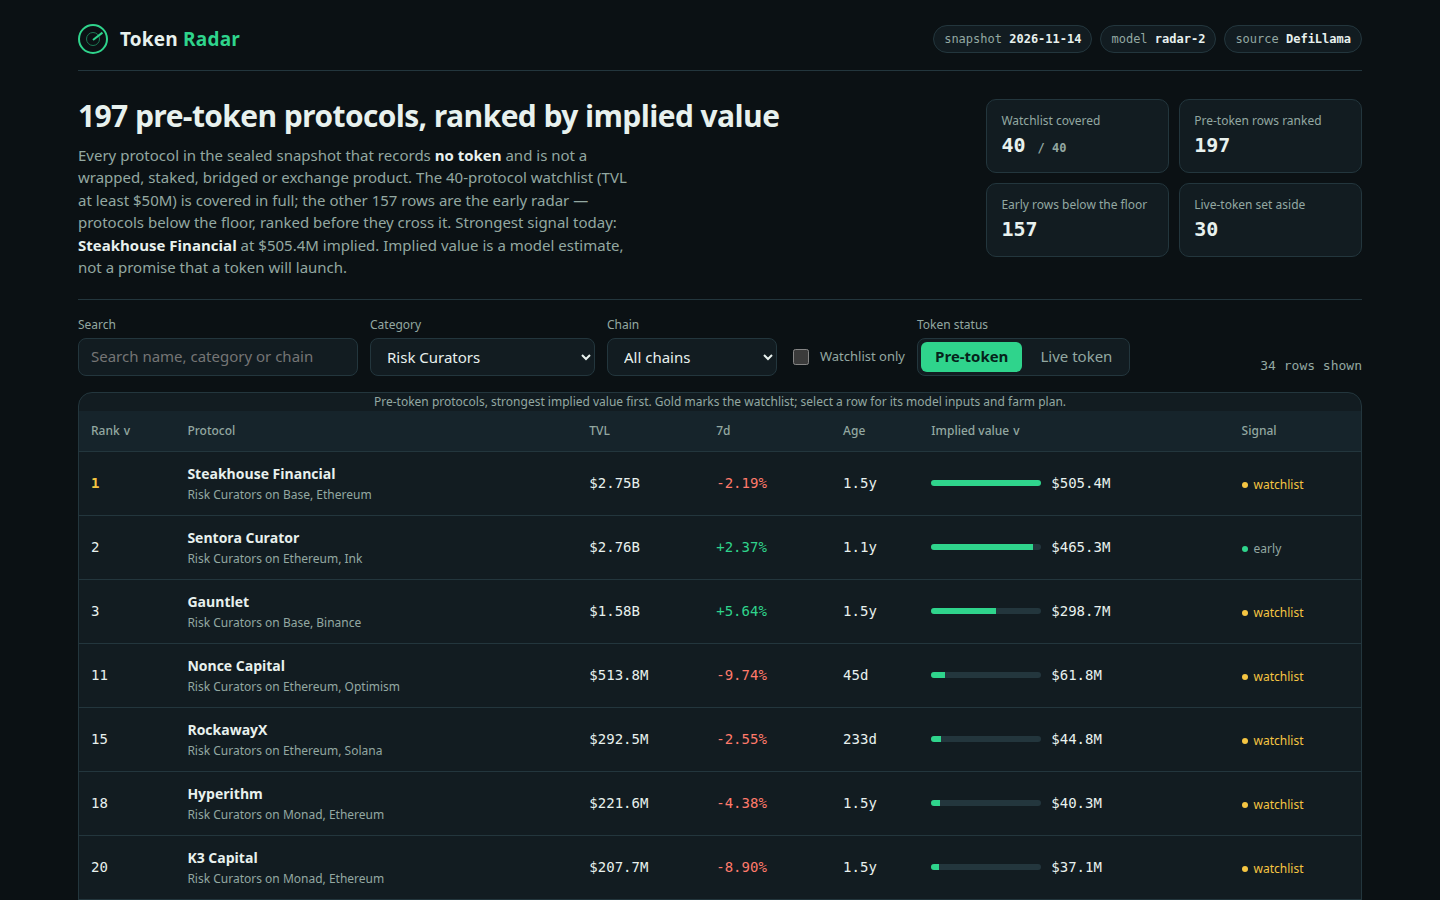 Token Radar
snapshot 2026-11-14
model radar-2
source DefiLlama
197 pre-token protocols, ranked by implied value
Every protocol in the sealed snapshot that records no token and is not a
wrapped, staked, bridged or exchange product. The 40-protocol watchlist (TVL
at least $50M) is covered in full; the other 157 rows are the early radar —
protocols below the floor, ranked before they cross it. Strongest signal today:
Steakhouse Financial at $505.4M implied. Implied value is a model estimate,
not a promise that a token will launch.
Watchlist covered
40 / 40
Pre-token rows ranked
197
Early rows below the floor
157
Live-token set aside
30
Search
Search name, category or chain
Category
Risk Curators
Chain
All chains
Watchlist only
Token status
Pre-token
Live token
34 rows shown
Pre-token protocols, strongest implied value first. Gold marks the watchlist; select a row for its model inputs and farm plan.
Rank v Protocol TVL 7d Age Implied value v Signal
1 Steakhouse Financial $2.75B -2.19% 1.5y $505.4M watchlist
Risk Curators on Base, Ethereum
2 Sentora Curator $2.76B +2.37% 1.1y $465.3M early
Risk Curators on Ethereum, Ink
3 Gauntlet $1.58B +5.64% 1.5y $298.7M watchlist
Risk Curators on Base, Binance
11 Nonce Capital $513.8M -9.74% 45d $61.8M watchlist
Risk Curators on Ethereum, Optimism
15 RockawayX $292.5M -2.55% 233d $44.8M watchlist
Risk Curators on Ethereum, Solana
18 Hyperithm $221.6M -4.38% 1.5y $40.3M watchlist
Risk Curators on Monad, Ethereum
20 K3 Capital $207.7M -8.90% 1.5y $37.1M watchlist
Risk Curators on Monad, Ethereum